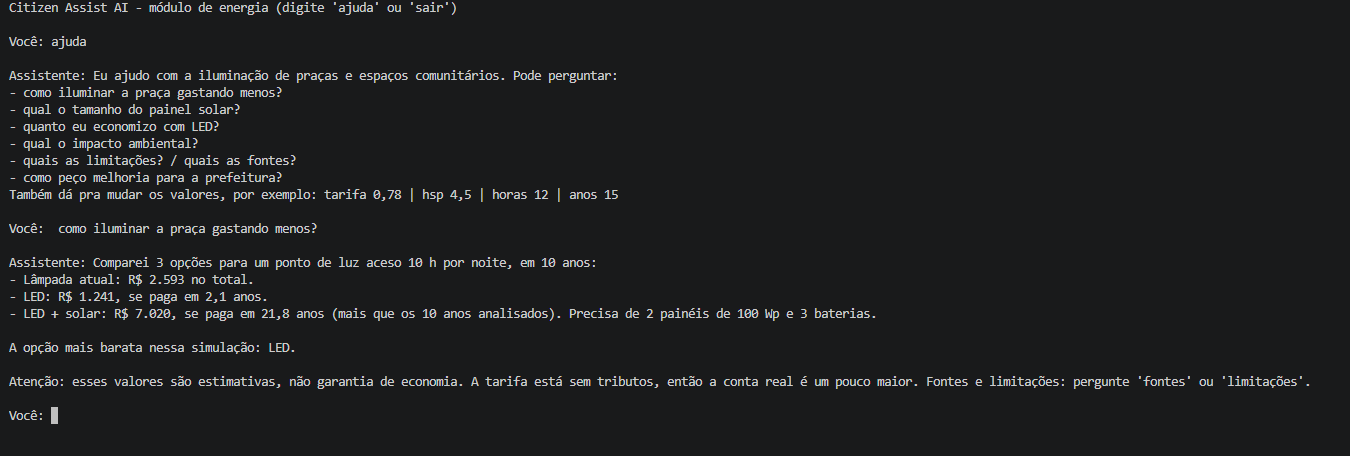 Citizen Assist AI - módulo de energia (digite 'ajuda' ou 'sair')
Você: ajuda
Assistente: Eu ajudo com a iluminação de praças e espaços comunitários. Pode perguntar:
- como iluminar a praça gastando menos?
- qual o tamanho do painel solar?
- quanto eu economizo com LED?
- qual o impacto ambiental?
- quais as limitações? / quais as fontes?
- como peço melhoria para a prefeitura?
Também dá pra mudar os valores, por exemplo: tarifa 0,78 | hsp 4,5 | horas 12 | anos 15
Você:  como iluminar a praça gastando menos?
Assistente: Comparei 3 opções para um ponto de luz aceso 10 h por noite, em 10 anos:
- Lâmpada atual: R$ 2.593 no total.
- LED: R$ 1.241, se paga em 2,1 anos.
- LED + solar: R$ 7.020, se paga em 21,8 anos (mais que os 10 anos analisados). Precisa de 2 painéis de 100 Wp e 3 baterias.
A opção mais barata nessa simulação: LED.
Atenção: esses valores são estimativas, não garantia de economia. A tarifa está sem tributos, então a conta real é um pouco maior. Fontes e limitações: pergunte 'fontes' ou 'limitações'.
Você: